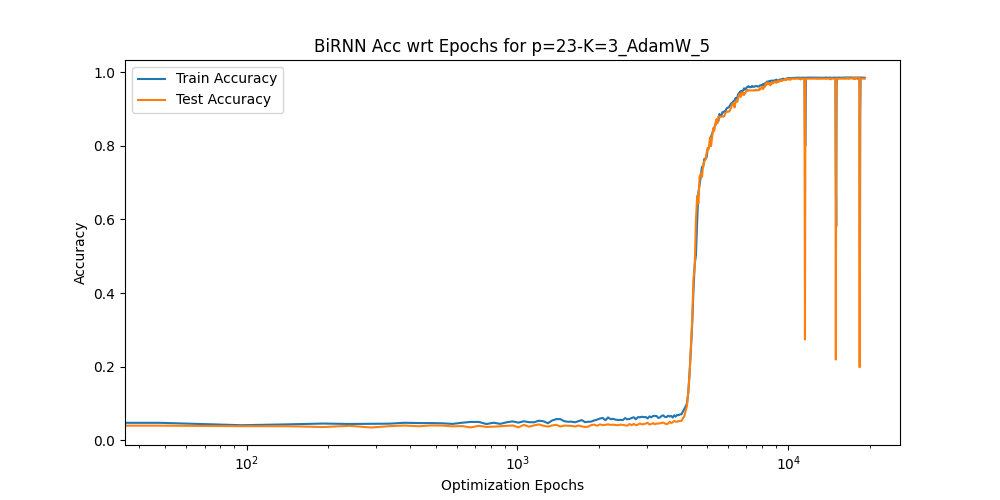 BiRNN Acc wrt Epochs for p=23-K=3_AdamW_5
Train Accuracy
Test Accuracy
1.0
0.8
0.6
0.4
0.2
0.0
Accuracy
10²
10³
10⁴
Optimization Epochs